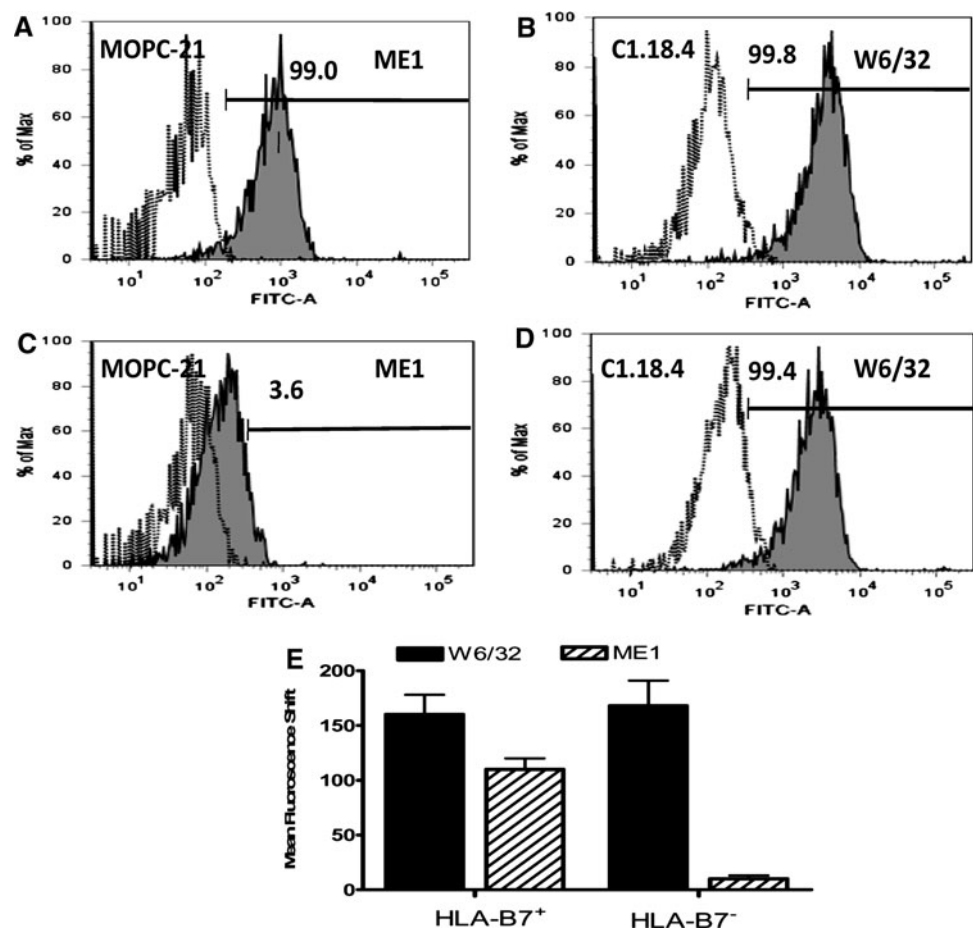 A
MOPC-21
99.0
ME1
% of Max
100
80
60
40
20
0
10¹ 10² 10³ 10⁴ 10⁵
FITC-A
B
C1.18.4
99.8
W6/32
% of Max
100
80
60
40
20
0
10¹ 10² 10³ 10⁴ 10⁵
FITC-A
C
MOPC-21
3.6
ME1
% of Max
100
80
60
40
20
0
10¹ 10² 10³ 10⁴ 10⁵
FITC-A
D
C1.18.4
99.4
W6/32
% of Max
100
80
60
40
20
0
10¹ 10² 10³ 10⁴ 10⁵
FITC-A
E
W6/32 ME1
Mean Fluoroscence Shift
200
150
100
50
0
HLA-B7⁺ HLA-B7⁻